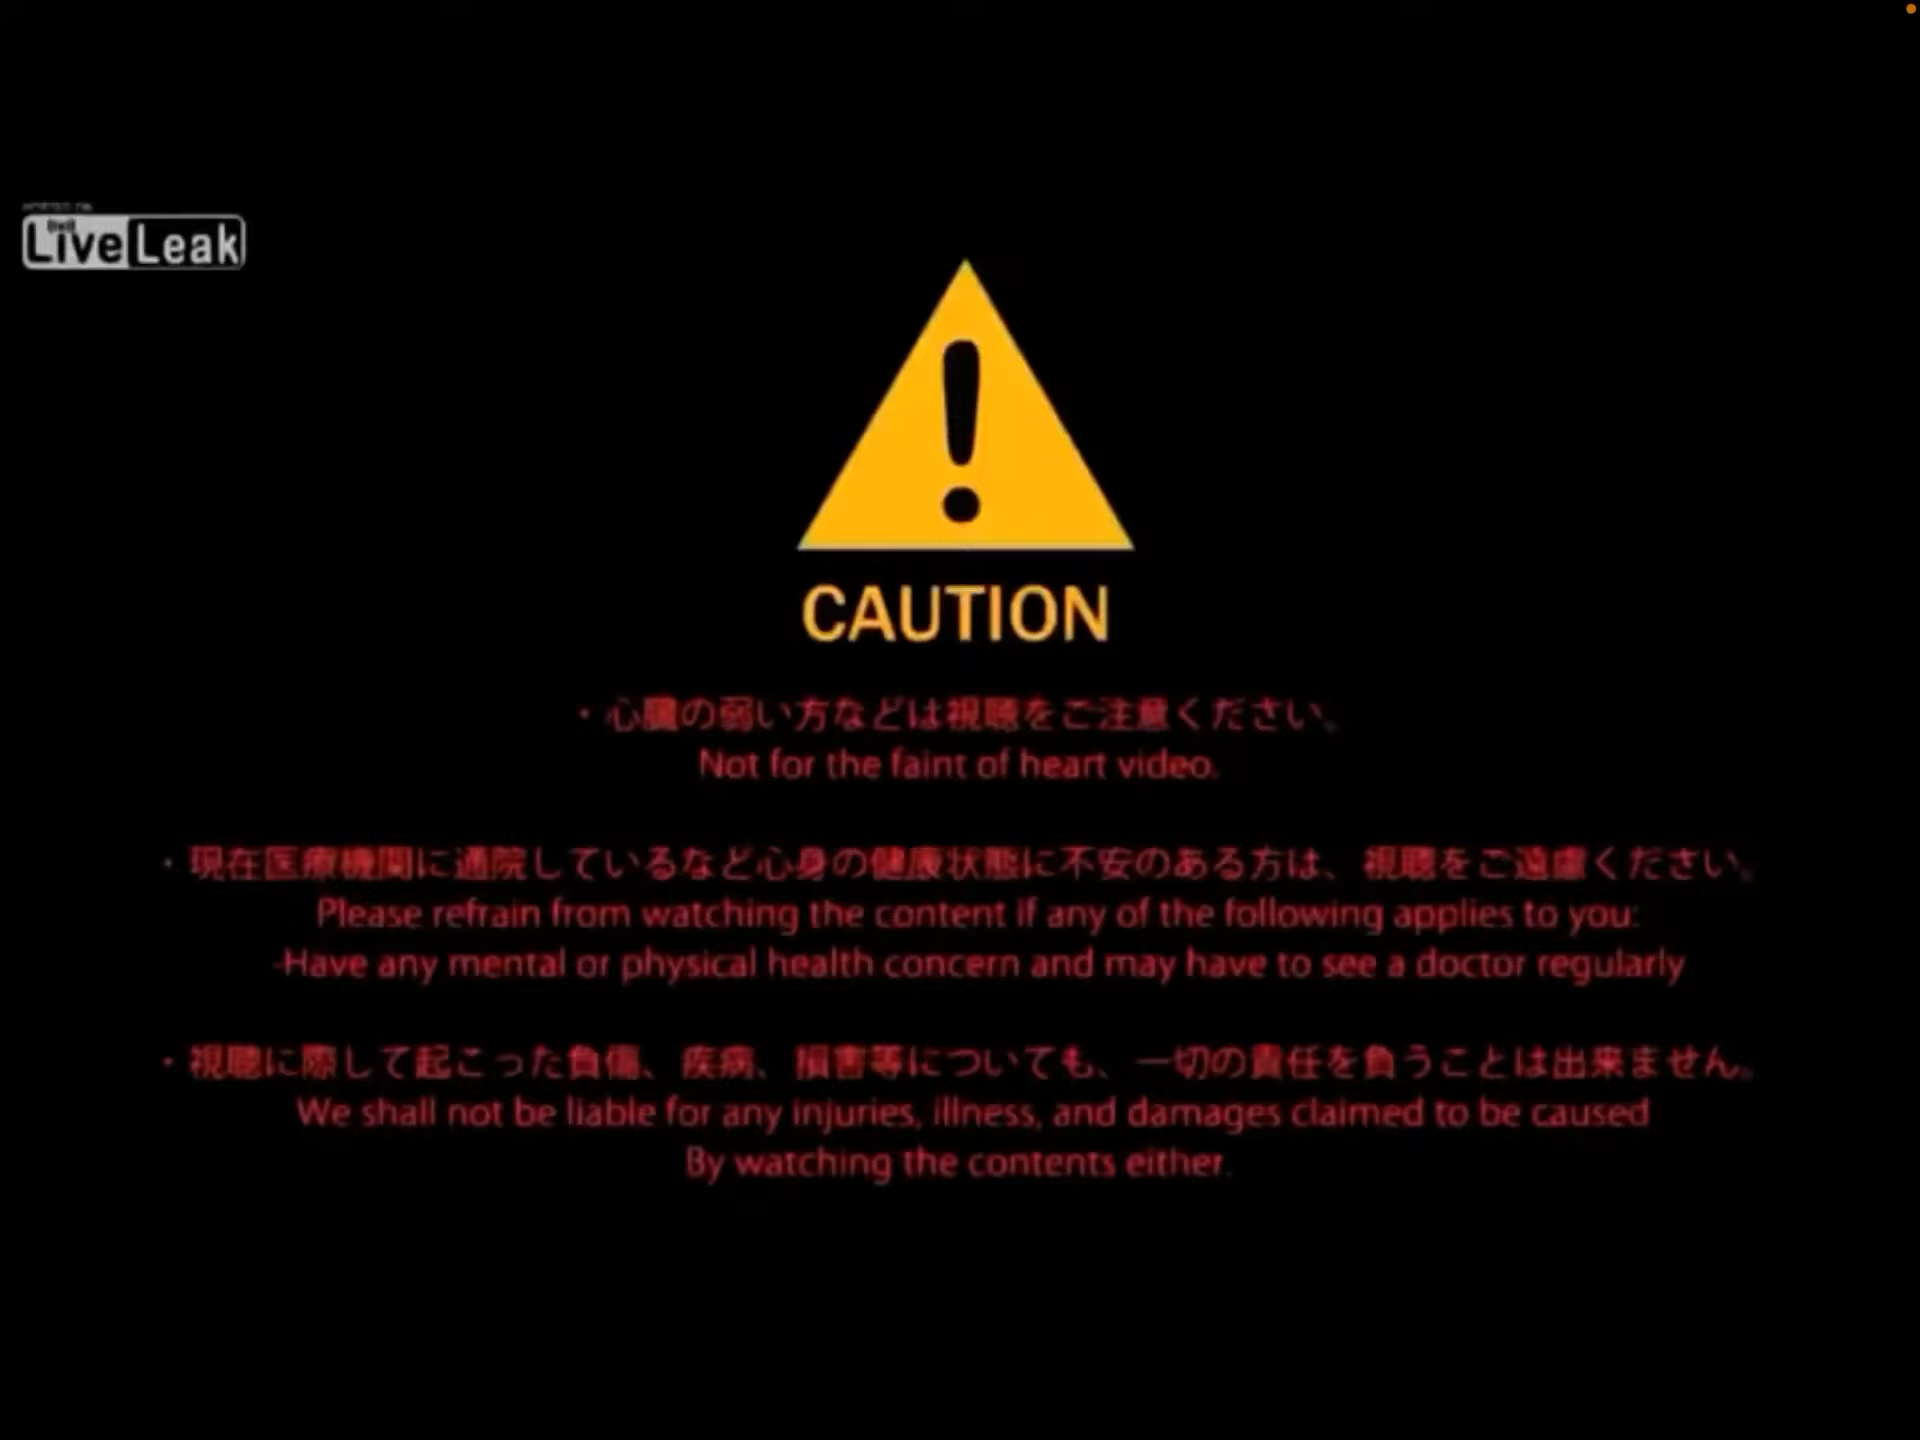 LiveLeak
CAUTION
・心臓の弱い方などは視聴をご注意ください。
Not for the faint of heart video.
・現在医療機関に通院しているなど心身の健康状態に不安のある方は、視聴をご遠慮ください。
Please refrain from watching the content if any of the following applies to you:
-Have any mental or physical health concern and may have to see a doctor regularly
・視聴に際して起こった負傷、疾病、損害等についても、一切の責任を負うことは出来ません。
We shall not be liable for any injuries, illness, and damages claimed to be caused
By watching the contents either.